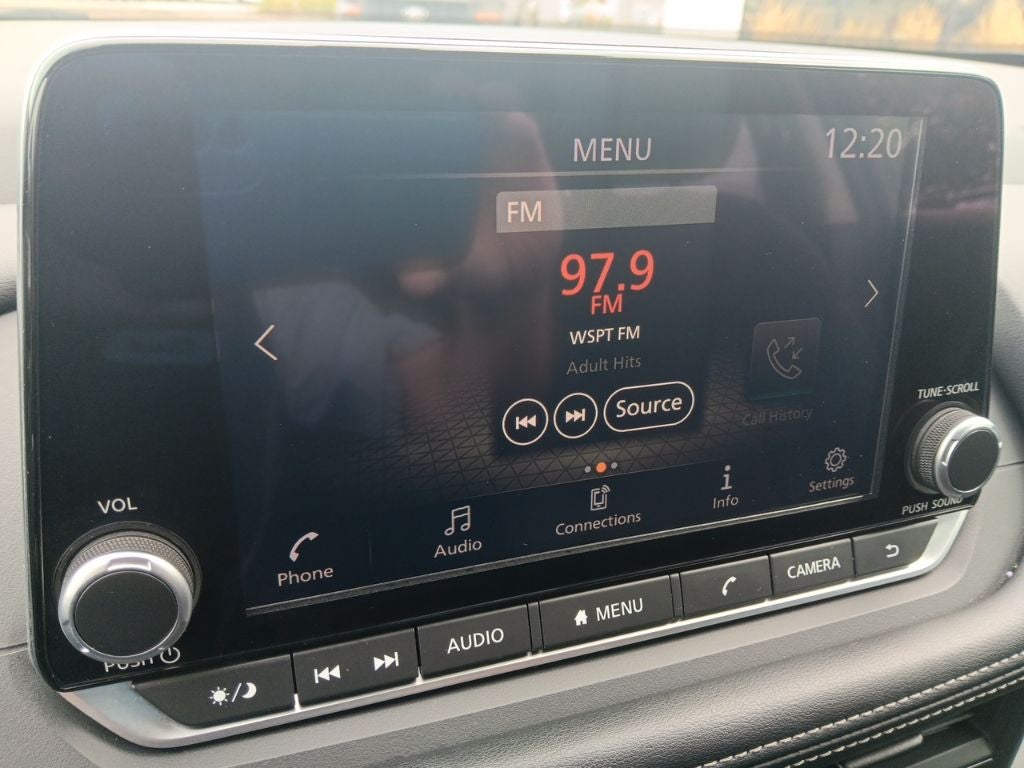 MENU
12:20
FM
97.9
FM
WSPT FM
Adult Hits
Source
Call History
TUNE·SCROLL
PUSH SOUND
VOL
PUSH
Phone
Audio
Connections
Info
Settings
AUDIO
MENU
CAMERA